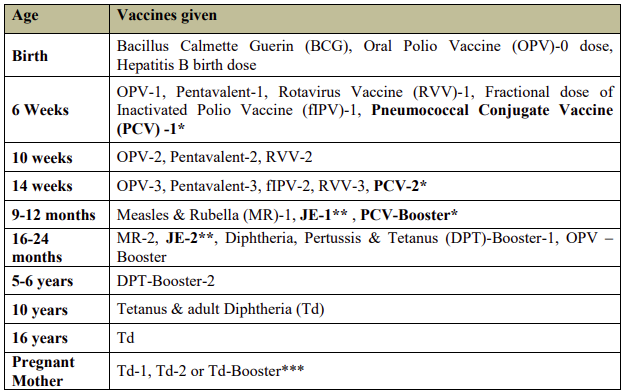 Age Vaccines given
Birth Bacillus Calmette Guerin (BCG), Oral Polio Vaccine (OPV)-0 dose,
Hepatitis B birth dose
6 Weeks OPV-1, Pentavalent-1, Rotavirus Vaccine (RVV)-1, Fractional dose of
Inactivated Polio Vaccine (fIPV)-1, Pneumococcal Conjugate Vaccine
(PCV) -1*
10 weeks OPV-2, Pentavalent-2, RVV-2
14 weeks OPV-3, Pentavalent-3, fIPV-2, RVV-3, PCV-2*
9-12 months Measles & Rubella (MR)-1, JE-1** , PCV-Booster*
16-24 MR-2, JE-2**, Diphtheria, Pertussis & Tetanus (DPT)-Booster-1, OPV –
months Booster
5-6 years DPT-Booster-2
10 years Tetanus & adult Diphtheria (Td)
16 years Td
Pregnant Td-1, Td-2 or Td-Booster***
Mother